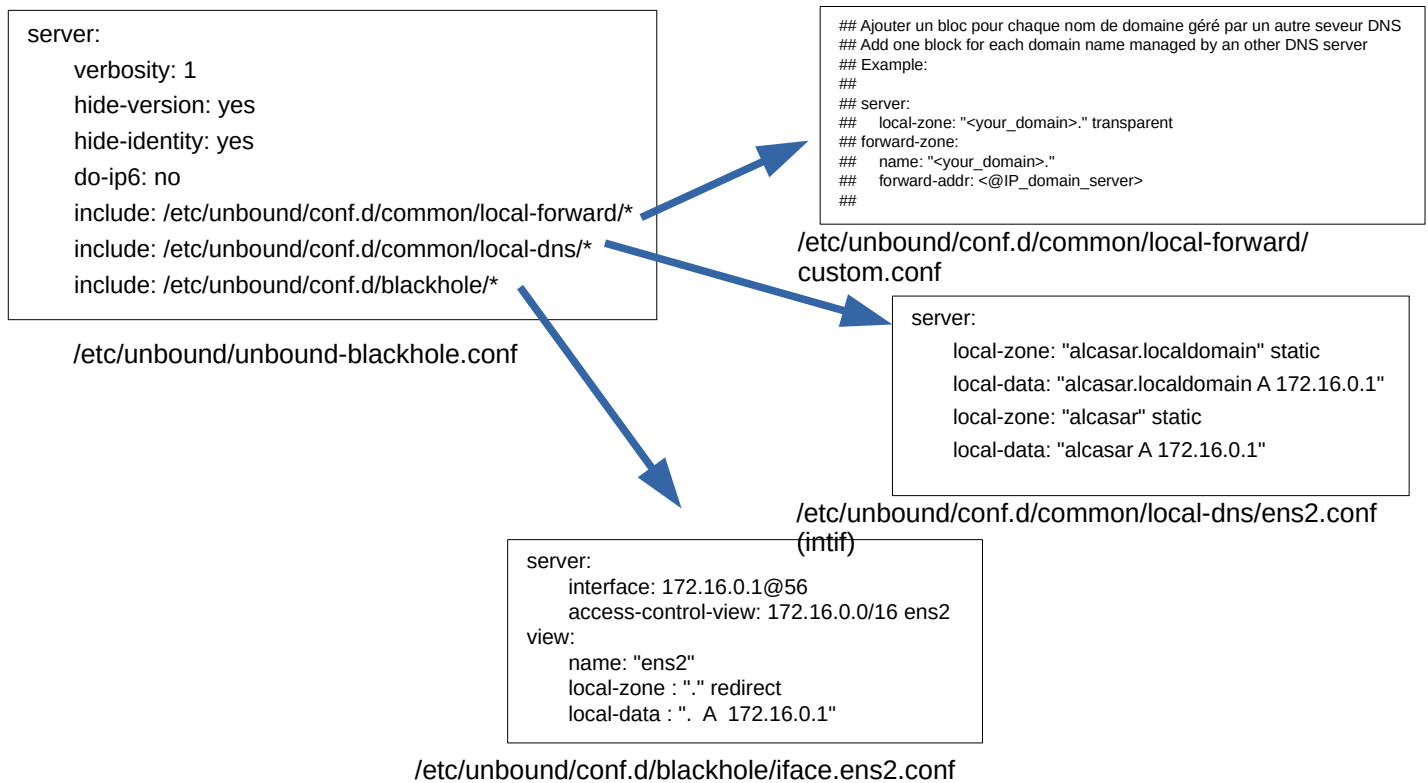 server:
verbosity: 1
hide-version: yes
hide-identity: yes
do-ip6: no
include: /etc/unbound/conf.d/common/local-forward/*
include: /etc/unbound/conf.d/common/local-dns/*
include: /etc/unbound/conf.d/blackhole/*
/etc/unbound/unbound-blackhole.conf
## Ajouter un bloc pour chaque nom de domaine géré par un autre seveur DNS
## Add one block for each domain name managed by an other DNS server
## Example:
##
## server:
## local-zone: "<your_domain>." transparent
## forward-zone:
## name: "<your_domain>."
## forward-addr: <@IP_domain_server>
##
/etc/unbound/conf.d/common/local-forward/
custom.conf
server:
local-zone: "alcasar.localdomain" static
local-data: "alcasar.localdomain A 172.16.0.1"
local-zone: "alcasar" static
local-data: "alcasar A 172.16.0.1"
/etc/unbound/conf.d/common/local-dns/ens2.conf
(intif)
server:
interface: 172.16.0.1@56
access-control-view: 172.16.0.0/16 ens2
view:
name: "ens2"
local-zone : "." redirect
local-data : ". A 172.16.0.1"
/etc/unbound/conf.d/blackhole/iface.ens2.conf